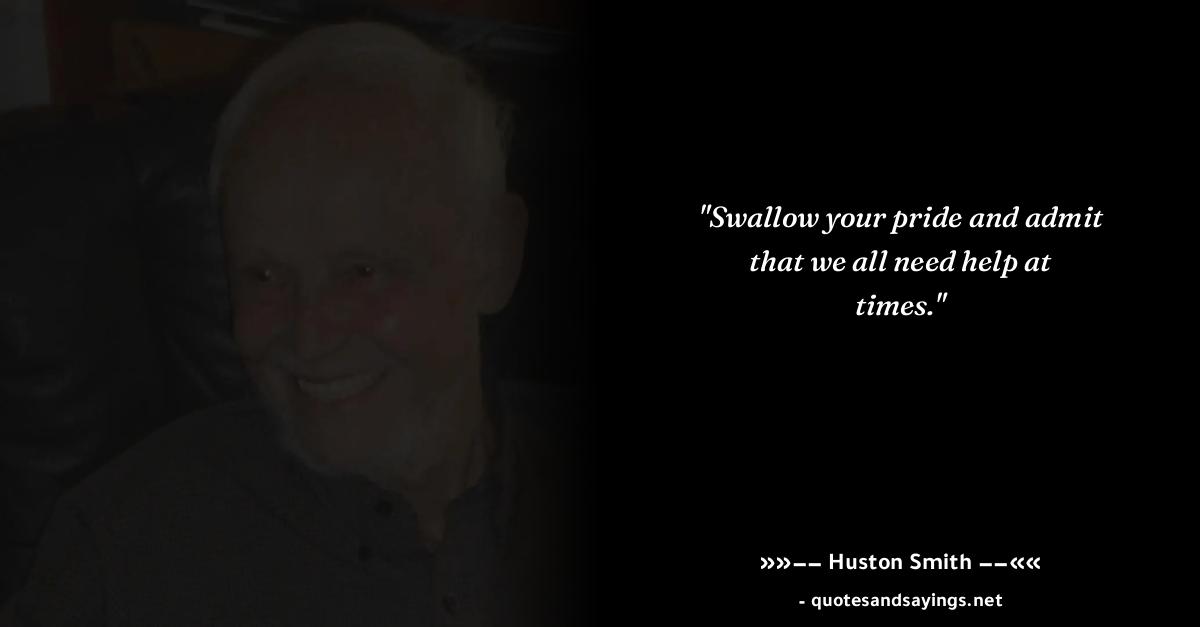 "Swallow your pride and admit
that we all need help at
times."
»»−− Huston Smith −−««
- quotesandsayings.net